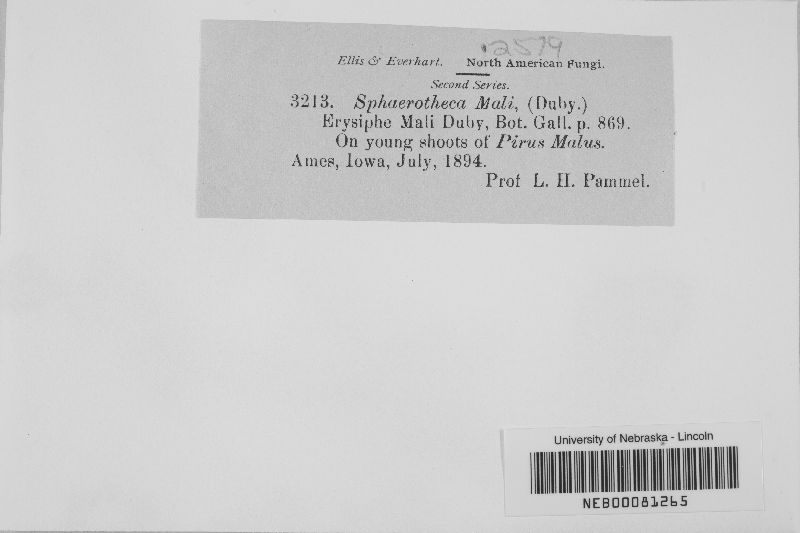 2579
Ellis & Everhart. North American Fungi.
Second Series.
3213. Sphaerotheca Mali, (Duby.)
Erysiphe Mali Duby, Bot. Gall. p. 869.
On young shoots of Pirus Malus.
Ames, Iowa, July, 1894.
Prof L. H. Pammel.
University of Nebraska - Lincoln
NEB00081265